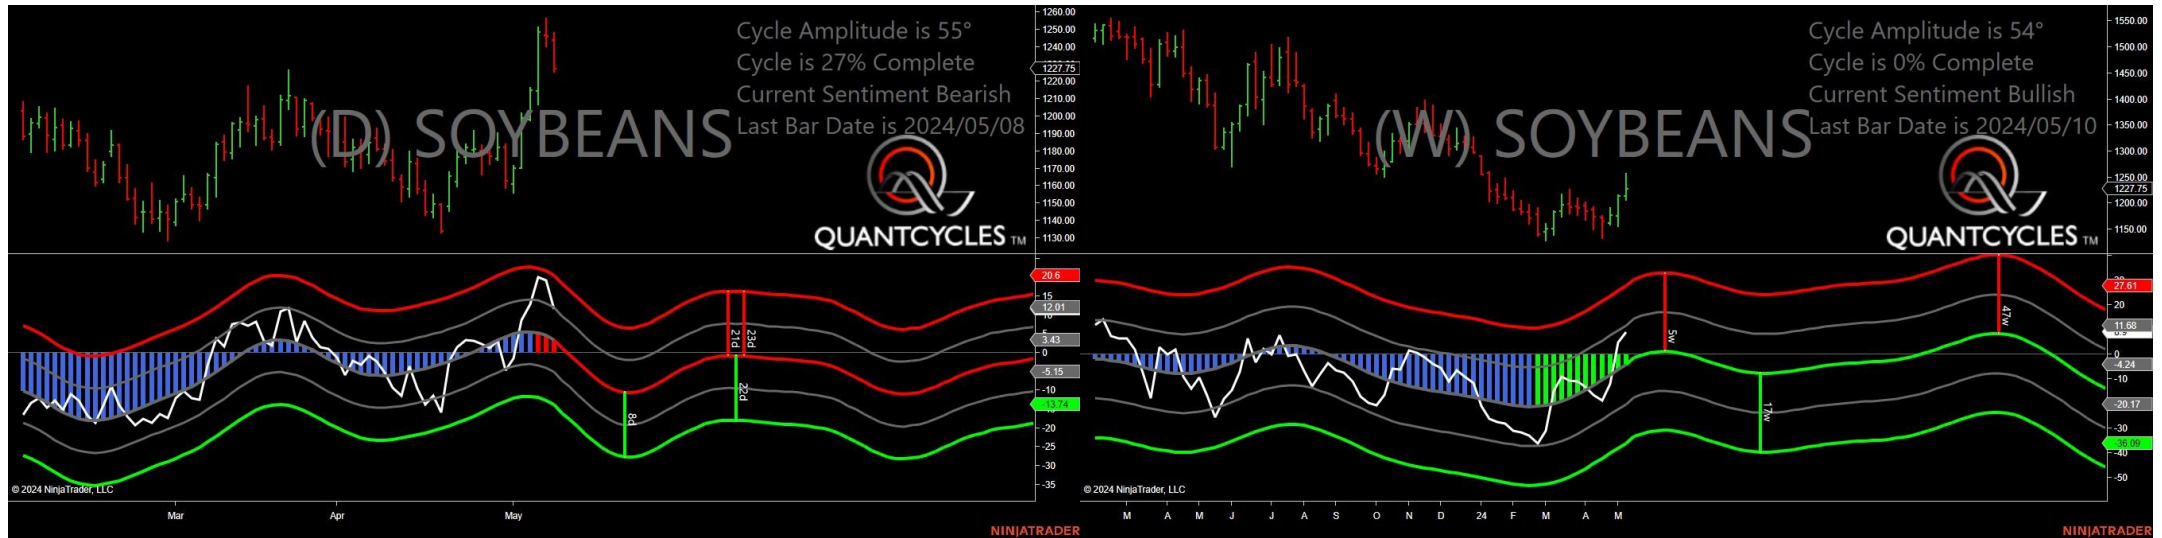 Cycle Amplitude is 55°
Cycle is 27% Complete
Current Sentiment Bearish
Last Bar Date is 2024/05/08
(D) SOYBEANS
QUANTCYCLES TM
1260.00
1250.00
1240.00
1227.75
1220.00
1210.00
1200.00
1190.00
1180.00
1170.00
1160.00
1150.00
1140.00
1130.00
20.6
15
12.01
5
3.43
0
-5.15
-10
-13.74
-20
-25
-30
-35
8d
21d
23d
22d
© 2024 NinjaTrader, LLC
Mar
Apr
May
NINJATRADER
Cycle Amplitude is 54°
Cycle is 0% Complete
Current Sentiment Bullish
Last Bar Date is 2024/05/10
(W) SOYBEANS
QUANTCYCLES TM
1550.00
1500.00
1450.00
1400.00
1350.00
1300.00
1250.00
1227.75
1200.00
1150.00
27.61
20
11.68
0
-4.24
-10
-20.17
-30
-36.09
-40
-50
5w
17w
47w
© 2024 NinjaTrader, LLC
M A M J J A S O N D 24 F M A M
NINJATRADER